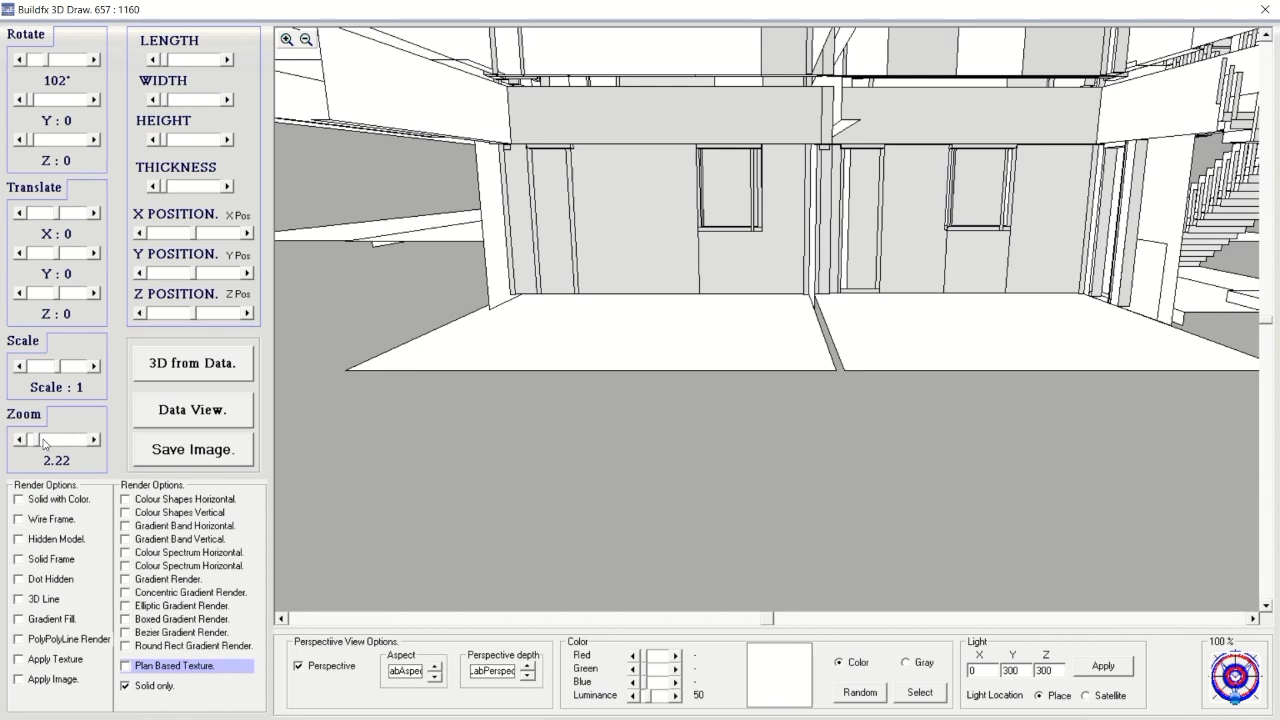 Buildfx 3D Draw. 657 : 1160
Rotate
102°
Y : 0
Z : 0
Translate
X : 0
Y : 0
Z : 0
Scale
Scale : 1
Zoom
2.22
LENGTH
WIDTH
HEIGHT
THICKNESS
X POSITION. X Pos
Y POSITION. Y Pos
Z POSITION. Z Pos
3D from Data.
Data View.
Save Image.
Render Options.
Solid with Color.
Wire Frame.
Hidden Model.
Solid Frame
Dot Hidden
3D Line
Gradient Fill.
PolyPolyLine Render
Apply Texture
Apply Image.
Render Options.
Colour Shapes Horizontal.
Colour Shapes Vertical
Gradient Band Horizontal.
Gradient Band Vertical.
Colour Spectrum Horizontal.
Colour Spectrum Horizontal.
Gradient Render.
Concentric Gradient Render.
Elliptic Gradient Render.
Boxed Gradient Render.
Bezier Gradient Render.
Round Rect Gradient Render.
Plan Based Texture.
Solid only.
Perspective View Options.
Perspective
Aspect
abAspec
Perspective depth
.abPerspec
Color
Red -
Green -
Blue -
Luminance 50
Color Gray
Random Select
Light
X Y Z
0 300 300 Apply
Light Location Place Satellite
100 %